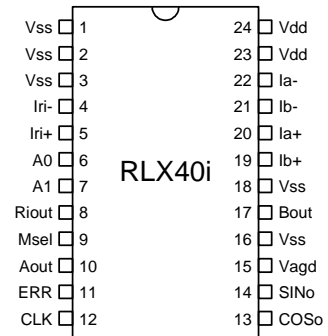 Vss 1 24 Vdd
Vss 2 23 Vdd
Vss 3 22 Ia-
Iri- 4 21 Ib-
Iri+ 5 20 Ia+
A0 6 19 Ib+
RLX40i
A1 7 18 Vss
Riout 8 17 Bout
Msel 9 16 Vss
Aout 10 15 Vagd
ERR 11 14 SINo
CLK 12 13 COSo